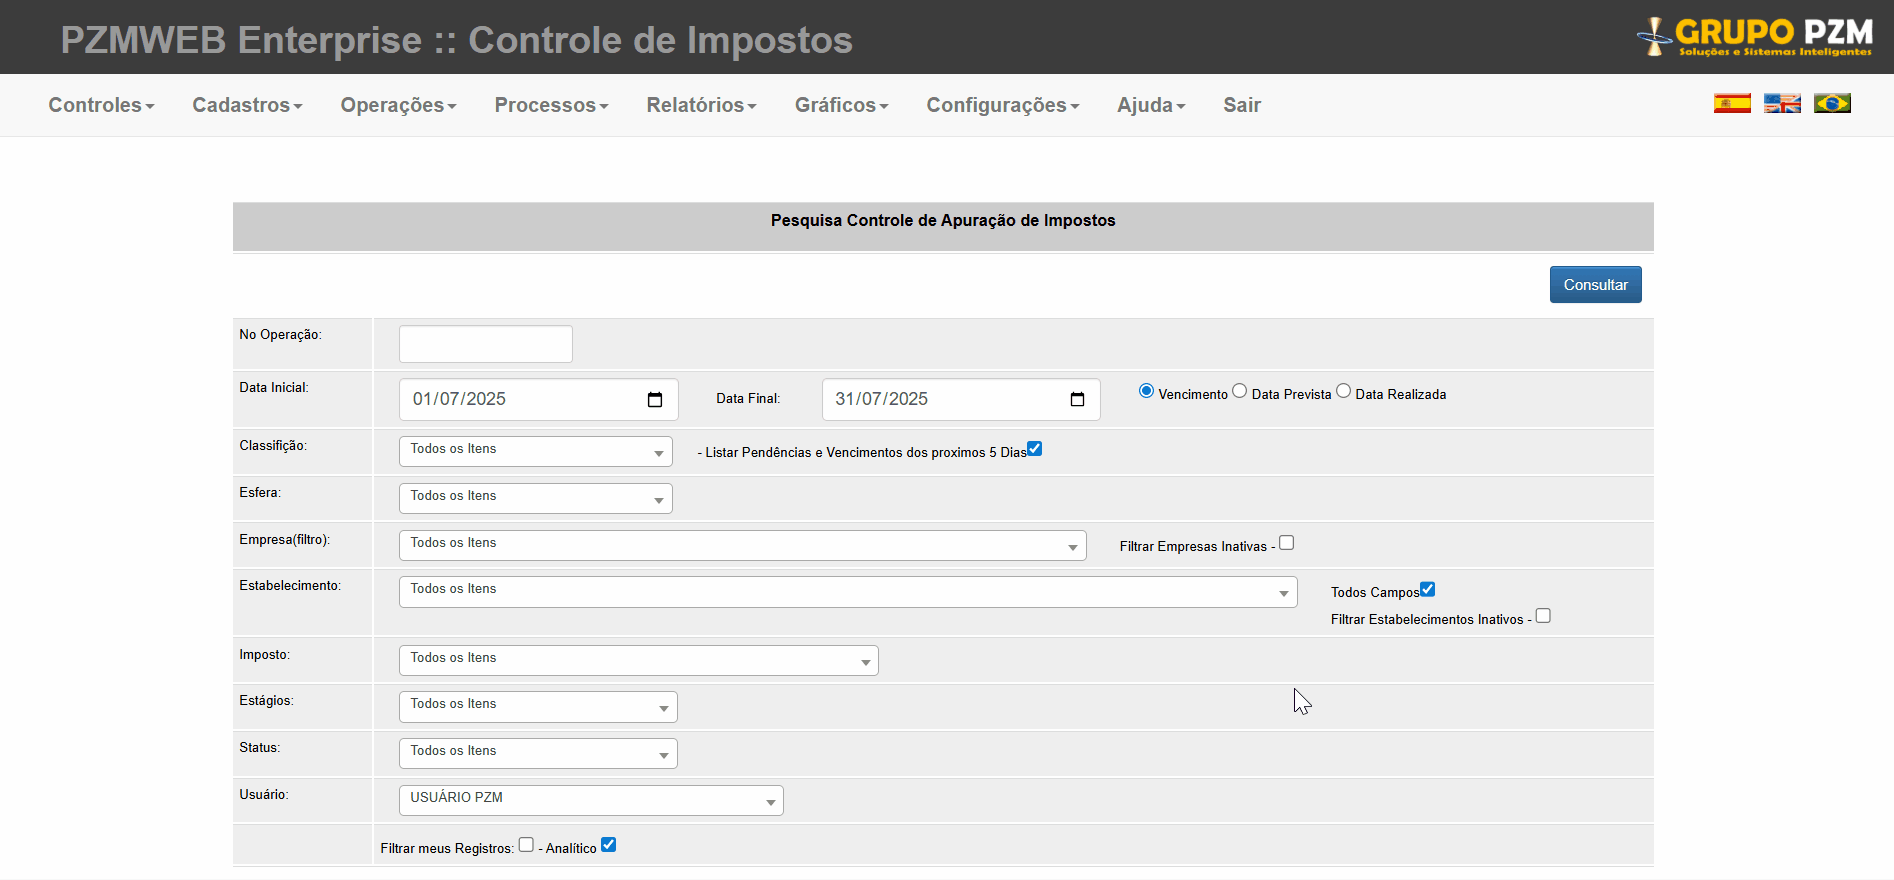 PZMWEB Enterprise :: Controle de Impostos
GRUPO PZM
Soluções e Sistemas Inteligentes
Controles Cadastros Operações Processos Relatórios Gráficos Configurações Ajuda Sair
Pesquisa Controle de Apuração de Impostos
Consultar
No Operação:
Data Inicial: 01/07/2025 Data Final: 31/07/2025 Vencimento Data Prevista Data Realizada
Classifição: Todos os Itens - Listar Pendências e Vencimentos dos proximos 5 Dias
Esfera: Todos os Itens
Empresa(filtro): Todos os Itens Filtrar Empresas Inativas -
Estabelecimento: Todos os Itens Todos Campos
Filtrar Estabelecimentos Inativos -
Imposto: Todos os Itens
Estágios: Todos os Itens
Status: Todos os Itens
Usuário: USUÁRIO PZM
Filtrar meus Registros: - Analítico